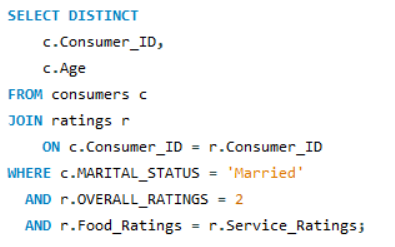 SELECT DISTINCT
    c.Consumer_ID,
    c.Age
FROM consumers c
JOIN ratings r
    ON c.Consumer_ID = r.Consumer_ID
WHERE c.MARITAL_STATUS = 'Married'
  AND r.OVERALL_RATINGS = 2
  AND r.Food_Ratings = r.Service_Ratings;